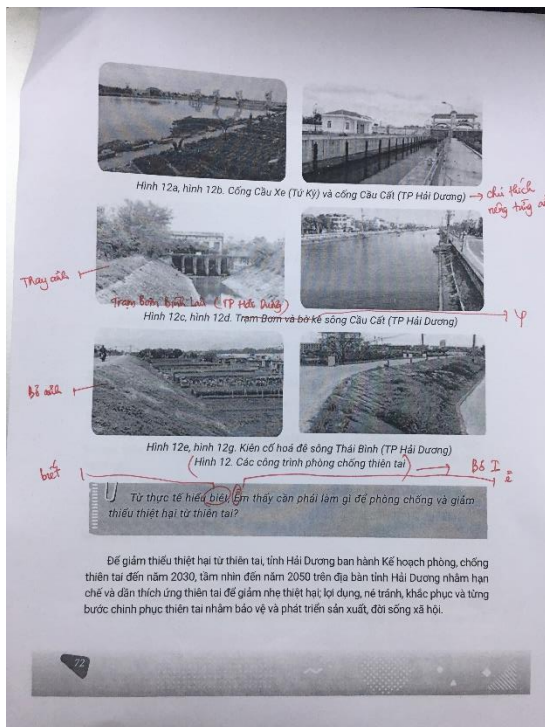 Hình 12a, hình 12b. Cống Cầu Xe (Tứ Kỳ) và cống Cầu Cất (TP Hải Dương)
chú thích
riêng từng
Thay ảnh
Trạm Bơm Bình Lâu (TP Hải Dương)
Hình 12c, hình 12d. Trạm Bơm và bờ kè sông Cầu Cất (TP Hải Dương)
Bỏ ảnh
Hình 12e, hình 12g. Kiên cố hoá đê sông Thái Bình (TP Hải Dương)
(Hình 12. Các công trình phòng chống thiên tai)
Bỏ
biết
Từ thực tế hiểu biêt Em thấy cần phải làm gì để phòng chống và giảm
thiểu thiệt hại từ thiên tai?
Để giảm thiểu thiệt hại từ thiên tai, tỉnh Hải Dương ban hành Kế hoạch phòng, chống
thiên tai đến năm 2030, tầm nhìn đến năm 2050 trên địa bàn tỉnh Hải Dương nhằm hạn
chế và dần thích ứng thiên tai để giảm nhẹ thiệt hại; lợi dụng, né tránh, khắc phục và từng
bước chinh phục thiên tai nhằm bảo vệ và phát triển sản xuất, đời sống xã hội.
72